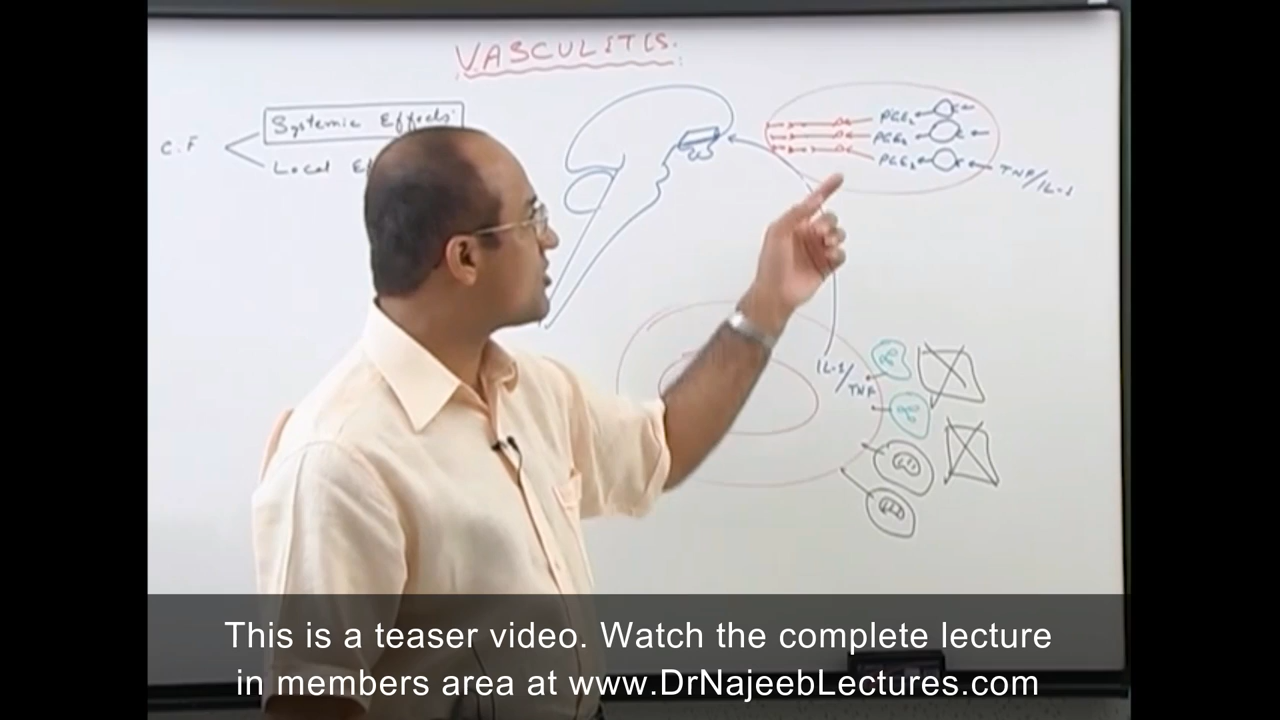 VASCULITIS.
Systemic Effects
C.F
Local
PGE₂
PGE₂
PGE₂
TNF/IL-1
IL-1/
TNF
This is a teaser video. Watch the complete lecture
in members area at www.DrNajeebLectures.com